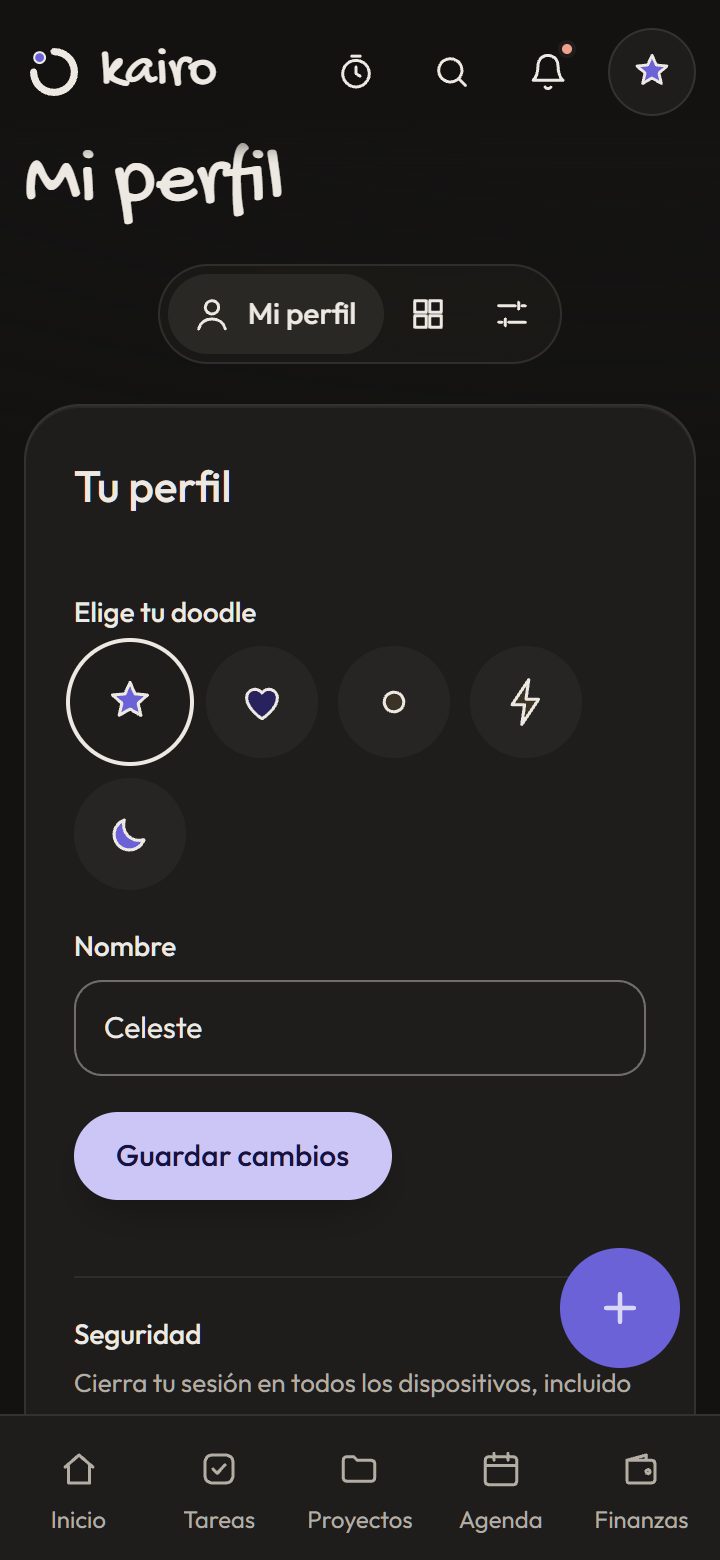 kairo
Mi perfil
Mi perfil
Tu perfil
Elige tu doodle
Nombre
Celeste
Guardar cambios
Seguridad
Cierra tu sesión en todos los dispositivos, incluido
Inicio
Tareas
Proyectos
Agenda
Finanzas